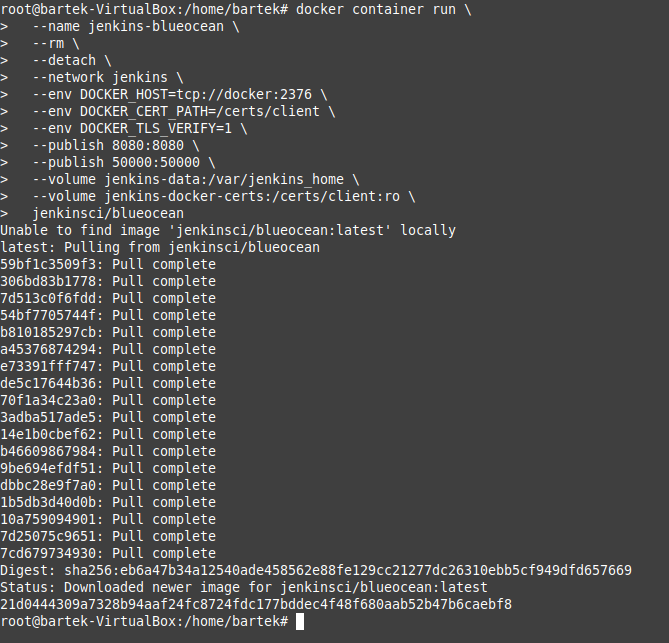 root@bartek-VirtualBox:/home/bartek# docker container run \
>   --name jenkins-blueocean \
>   --rm \
>   --detach \
>   --network jenkins \
>   --env DOCKER_HOST=tcp://docker:2376 \
>   --env DOCKER_CERT_PATH=/certs/client \
>   --env DOCKER_TLS_VERIFY=1 \
>   --publish 8080:8080 \
>   --publish 50000:50000 \
>   --volume jenkins-data:/var/jenkins_home \
>   --volume jenkins-docker-certs:/certs/client:ro \
>   jenkinsci/blueocean
Unable to find image 'jenkinsci/blueocean:latest' locally
latest: Pulling from jenkinsci/blueocean
59bf1c3509f3: Pull complete
306bd83b1778: Pull complete
7d513c0f6fdd: Pull complete
54bf7705744f: Pull complete
b810185297cb: Pull complete
a45376874294: Pull complete
e73391fff747: Pull complete
de5c17644b36: Pull complete
70f1a34c23a0: Pull complete
3adba517ade5: Pull complete
14e1b0cbef62: Pull complete
b46609867984: Pull complete
9be694efdf51: Pull complete
dbbc28e9f7a0: Pull complete
1b5db3d40d0b: Pull complete
10a759094901: Pull complete
7d25075c9651: Pull complete
7cd679734930: Pull complete
Digest: sha256:eb6a47b34a12540ade458562e88fe129cc21277dc26310ebb5cf949dfd657669
Status: Downloaded newer image for jenkinsci/blueocean:latest
21d0444309a7328b94aaf24fc8724fdc177bddec4f48f680aab52b47b6caebf8
root@bartek-VirtualBox:/home/bartek#